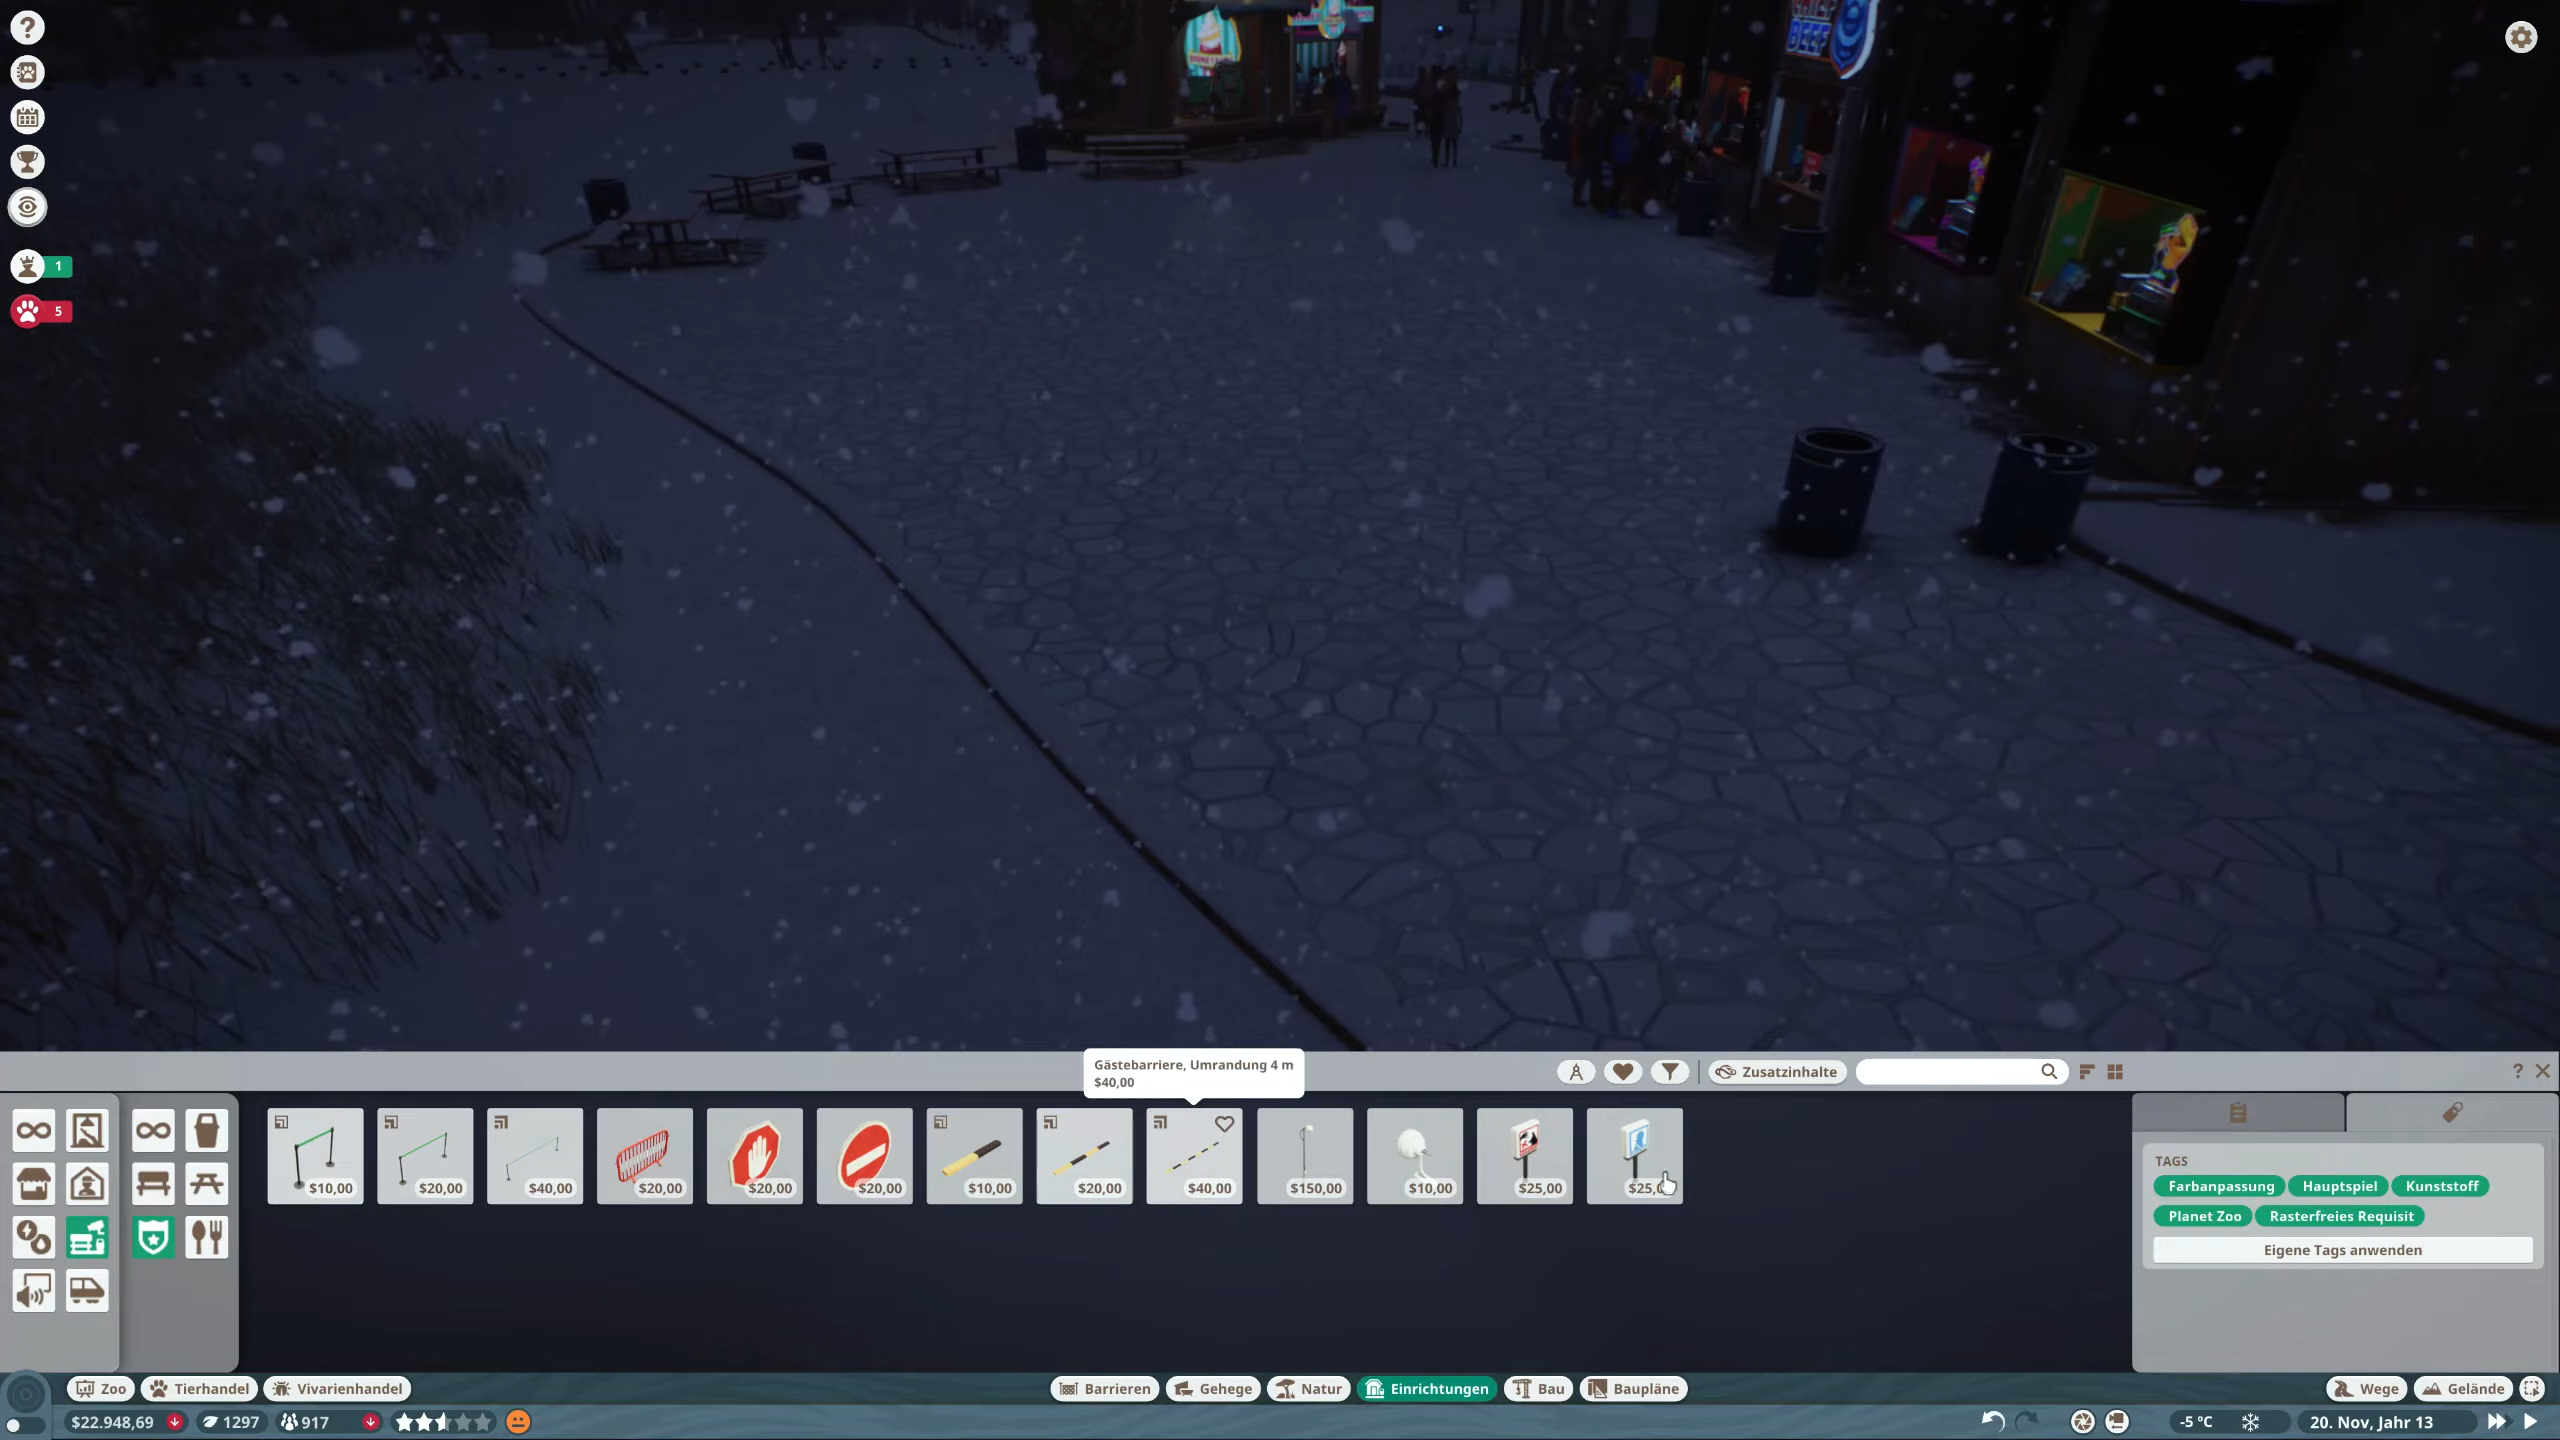 CHIEF
BEEF
1
5
Gästebarriere, Umrandung 4 m
$40,00
Zusatzinhalte
?
$10,00
$20,00
$40,00
$20,00
$20,00
$20,00
$10,00
$20,00
$40,00
$150,00
$10,00
$25,00
$25,
TAGS
Farbanpassung
Hauptspiel
Kunststoff
Planet Zoo
Rasterfreies Requisit
Eigene Tags anwenden
Zoo
Tierhandel
Vivarienhandel
Barrieren
Gehege
Natur
Einrichtungen
Bau
Baupläne
Wege
Gelände
$22.948,69
1297
917
-5 °C
20. Nov, Jahr 13